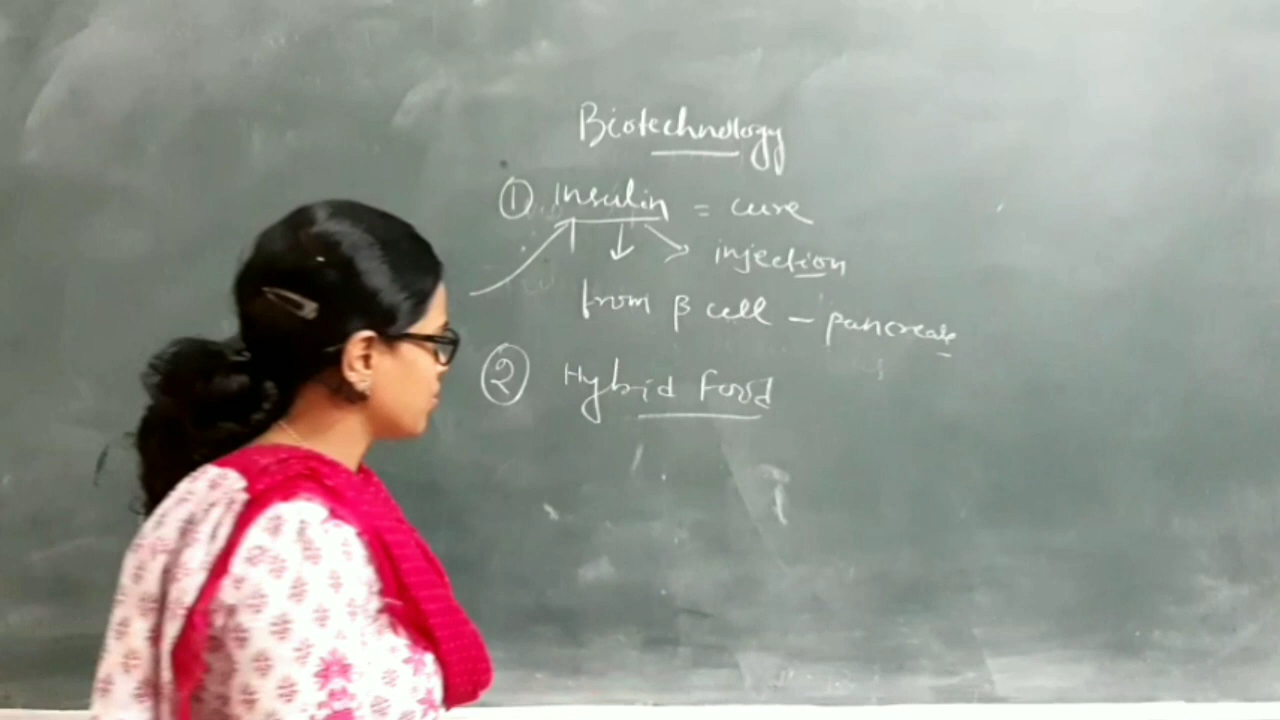 Biotechnology
① Insulin = cure
injection
from β cell – pancreas
② Hybrid Food